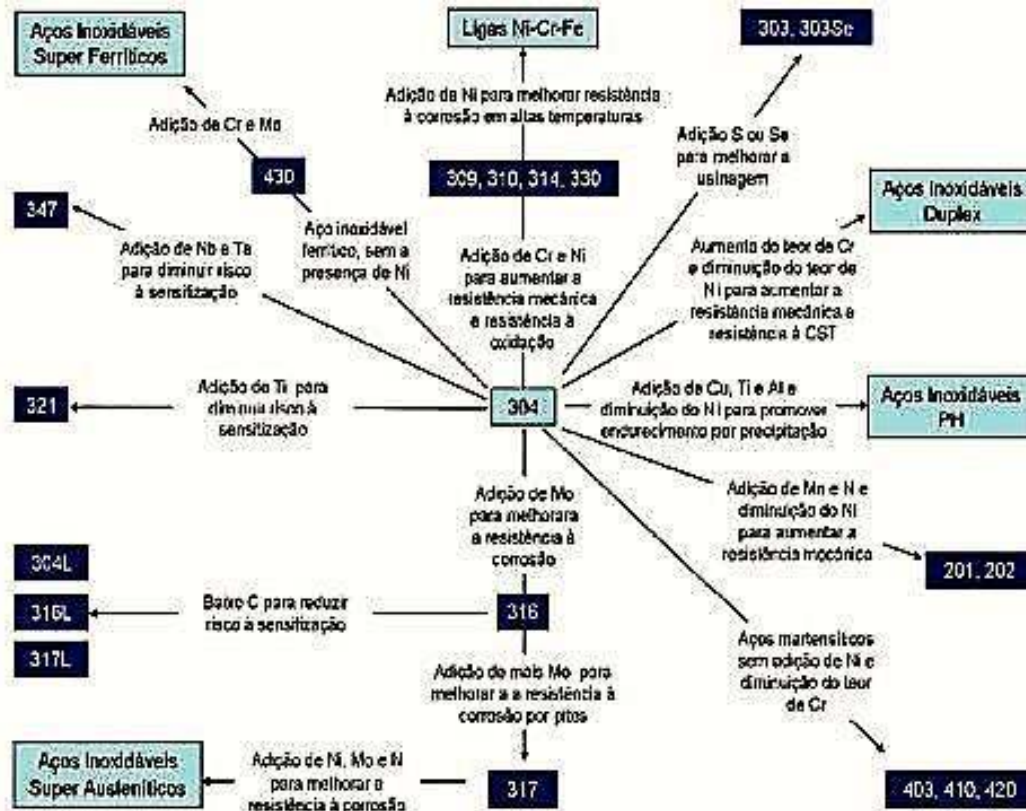 Aços Inoxidáveis
Super Ferríticos
Ligas Ni-Cr-Fe
303, 303Se
Adição de Ni para melhorar resistência
à corrosão em altas temperaturas
Adição de Cr e Mo
Adição S ou Se
para melhorar a
usinagem
430
309, 310, 314, 330
Aços Inoxidáveis
Duplex
347
Adição de Nb e Ta
para diminuir risco
à sensitização
Aço inoxidável
ferrítico, sem a
presença de Ni
Adição de Cr e Ni
para aumentar a
resistência mecânica
e resistência à
oxidação
Aumento do teor de Cr
e diminuição do teor de
Ni para aumentar a
resistência mecânica e
resistência à CST
321
Adição de Ti para
diminuir risco à
sensitização
304
Adição de Cu, Ti e Al e
diminuição do Ni para promover
endurecimento por precipitação
Aços Inoxidáveis
PH
Adição de Mo
para melhorar a
a resistência à
corrosão
Adição de Mn e N e
diminuição do Ni
para aumentar a
resistência mecânica
201, 202
304L
316L
317L
Baixo C para reduzir
risco à sensitização
316
Aços martensíticos
sem adição de Ni e
diminuição do teor
de Cr
Adição de mais Mo para
melhorar a a resistência à
corrosão por pites
Aços Inoxidáveis
Super Austeníticos
Adição de Ni, Mo e N
para melhorar a
resistência à corrosão
317
403, 410, 420